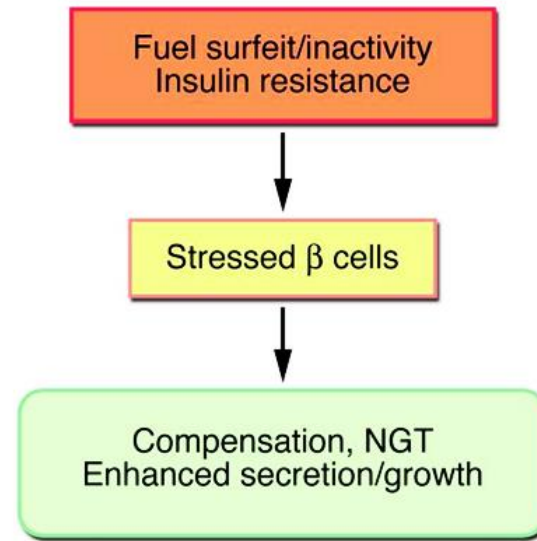 Fuel surfeit/inactivity
Insulin resistance
Stressed β cells
Compensation, NGT
Enhanced secretion/growth